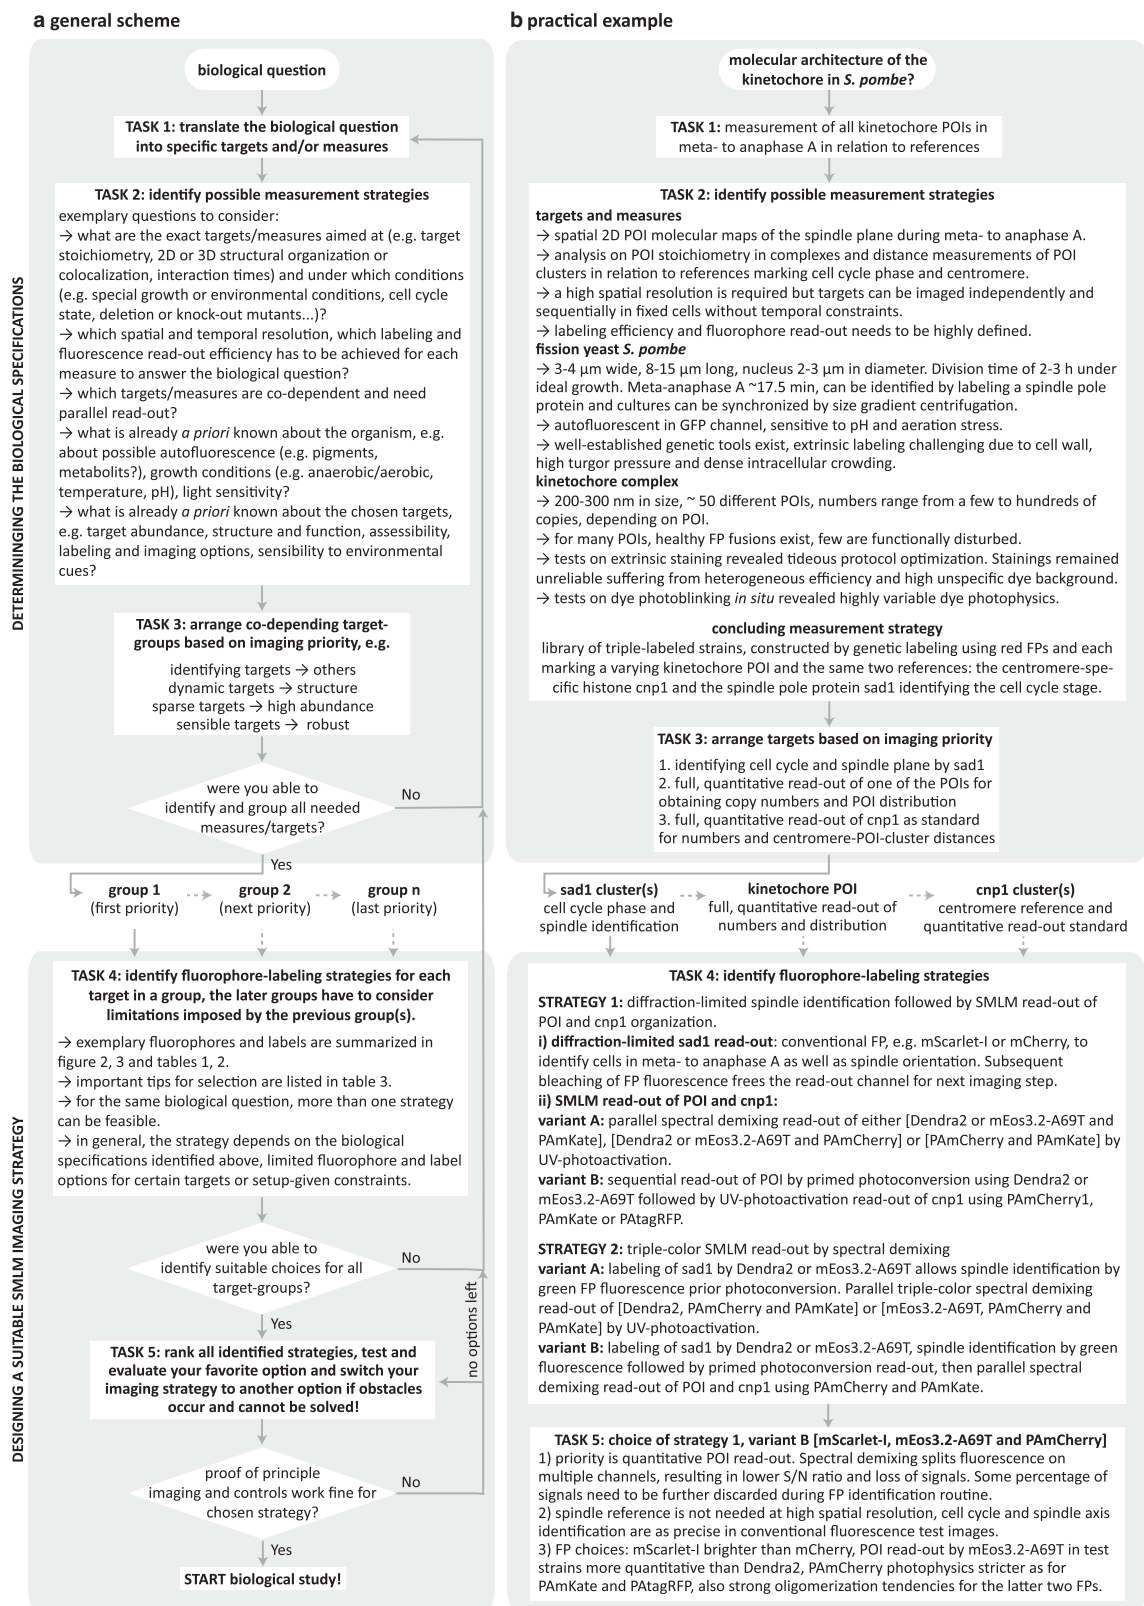 a general scheme
biological question
TASK 1: translate the biological question
into specific targets and/or measures
TASK 2: identify possible measurement strategies
exemplary questions to consider:
→ what are the exact targets/measures aimed at (e.g. target
stoichiometry, 2D or 3D structural organization or
colocalization, interaction times) and under which conditions
(e.g. special growth or environmental conditions, cell cycle
state, deletion or knock-out mutants...)?
→ which spatial and temporal resolution, which labeling and
fluorescence read-out efficiency has to be achieved for each
measure to answer the biological question?
→ which targets/measures are co-dependent and need
parallel read-out?
→ what is already a priori known about the organism, e.g.
about possible autofluorescence (e.g. pigments,
metabolits?), growth conditions (e.g. anaerobic/aerobic,
temperature, pH), light sensitivity?
→ what is already a priori known about the chosen targets,
e.g. target abundance, structure and function, assessibility,
labeling and imaging options, sensibility to environmental
cues?
TASK 3: arrange co-depending target-
groups based on imaging priority, e.g.
identifying targets → others
dynamic targets → structure
sparse targets → high abundance
sensible targets → robust
were you able to
identify and group all needed
measures/targets?
No
Yes
group 1
(first priority)
group 2
(next priority)
group n
(last priority)
TASK 4: identify fluorophore-labeling strategies for each
target in a group, the later groups have to consider
limitations imposed by the previous group(s).
→ exemplary fluorophores and labels are summarized in
figure 2, 3 and tables 1, 2.
→ important tips for selection are listed in table 3.
→ for the same biological question, more than one strategy
can be feasible.
→ in general, the strategy depends on the biological
specifications identified above, limited fluorophore and label
options for certain targets or setup-given constraints.
were you able to
identify suitable choices for all
target-groups?
No
Yes
no options left
TASK 5: rank all identified strategies, test and
evaluate your favorite option and switch your
imaging strategy to another option if obstacles
occur and cannot be solved!
proof of principle
imaging and controls work fine for
chosen strategy?
No
Yes
START biological study!
DETERMININGING THE BIOLOGICAL SPECIFICATIONS
DESIGNING A SUITABLE SMLM IMAGING STRATEGY
b practical example
molecular architecture of the
kinetochore in S. pombe?
TASK 1: measurement of all kinetochore POIs in
meta- to anaphase A in relation to references
TASK 2: identify possible measurement strategies
targets and measures
→ spatial 2D POI molecular maps of the spindle plane during meta- to anaphase A.
→ analysis on POI stoichiometry in complexes and distance measurements of POI
clusters in relation to references marking cell cycle phase and centromere.
→ a high spatial resolution is required but targets can be imaged independently and
sequentially in fixed cells without temporal constraints.
→ labeling efficiency and fluorophore read-out needs to be highly defined.
fission yeast S. pombe
→ 3-4 µm wide, 8-15 µm long, nucleus 2-3 µm in diameter. Division time of 2-3 h under
ideal growth. Meta-anaphase A ~17.5 min, can be identified by labeling a spindle pole
protein and cultures can be synchronized by size gradient centrifugation.
→ autofluorescent in GFP channel, sensitive to pH and aeration stress.
→ well-established genetic tools exist, extrinsic labeling challenging due to cell wall,
high turgor pressure and dense intracellular crowding.
kinetochore complex
→ 200-300 nm in size, ~ 50 different POIs, numbers range from a few to hundreds of
copies, depending on POI.
→ for many POIs, healthy FP fusions exist, few are functionally disturbed.
→ tests on extrinsic staining revealed tideous protocol optimization. Stainings remained
unreliable suffering from heterogeneous efficiency and high unspecific dye background.
→ tests on dye photoblinking in situ revealed highly variable dye photophysics.
concluding measurement strategy
library of triple-labeled strains, constructed by genetic labeling using red FPs and each
marking a varying kinetochore POI and the same two references: the centromere-spe-
cific histone cnp1 and the spindle pole protein sad1 identifying the cell cycle stage.
TASK 3: arrange targets based on imaging priority
1. identifying cell cycle and spindle plane by sad1
2. full, quantitative read-out of one of the POIs for
obtaining copy numbers and POI distribution
3. full, quantitative read-out of cnp1 as standard
for numbers and centromere-POI-cluster distances
sad1 cluster(s)
cell cycle phase and
spindle identification
kinetochore POI
full, quantitative read-out of
numbers and distribution
cnp1 cluster(s)
centromere reference and
quantitative read-out standard
TASK 4: identify fluorophore-labeling strategies
STRATEGY 1: diffraction-limited spindle identification followed by SMLM read-out of
POI and cnp1 organization.
i) diffraction-limited sad1 read-out: conventional FP, e.g. mScarlet-I or mCherry, to
identify cells in meta- to anaphase A as well as spindle orientation. Subsequent
bleaching of FP fluorescence frees the read-out channel for next imaging step.
ii) SMLM read-out of POI and cnp1:
variant A: parallel spectral demixing read-out of either [Dendra2 or mEos3.2-A69T and
PAmKate], [Dendra2 or mEos3.2-A69T and PAmCherry] or [PAmCherry and PAmKate] by
UV-photoactivation.
variant B: sequential read-out of POI by primed photoconversion using Dendra2 or
mEos3.2-A69T followed by UV-photoactivation read-out of cnp1 using PAmCherry1,
PAmKate or PAtagRFP.
STRATEGY 2: triple-color SMLM read-out by spectral demixing
variant A: labeling of sad1 by Dendra2 or mEos3.2-A69T allows spindle identification by
green FP fluorescence prior photoconversion. Parallel triple-color spectral demixing
read-out of [Dendra2, PAmCherry and PAmKate] or [mEos3.2-A69T, PAmCherry and
PAmKate] by UV-photoactivation.
variant B: labeling of sad1 by Dendra2 or mEos3.2-A69T, spindle identification by green
fluorescence followed by primed photoconversion read-out, then parallel spectral
demixing read-out of POI and cnp1 using PAmCherry and PAmKate.
TASK 5: choice of strategy 1, variant B [mScarlet-I, mEos3.2-A69T and PAmCherry]
1) priority is quantitative POI read-out. Spectral demixing splits fluorescence on
multiple channels, resulting in lower S/N ratio and loss of signals. Some percentage of
signals need to be further discarded during FP identification routine.
2) spindle reference is not needed at high spatial resolution, cell cycle and spindle axis
identification are as precise in conventional fluorescence test images.
3) FP choices: mScarlet-I brighter than mCherry, POI read-out by mEos3.2-A69T in test
strains more quantitative than Dendra2, PAmCherry photophysics stricter as for
PAmKate and PAtagRFP, also strong oligomerization tendencies for the latter two FPs.